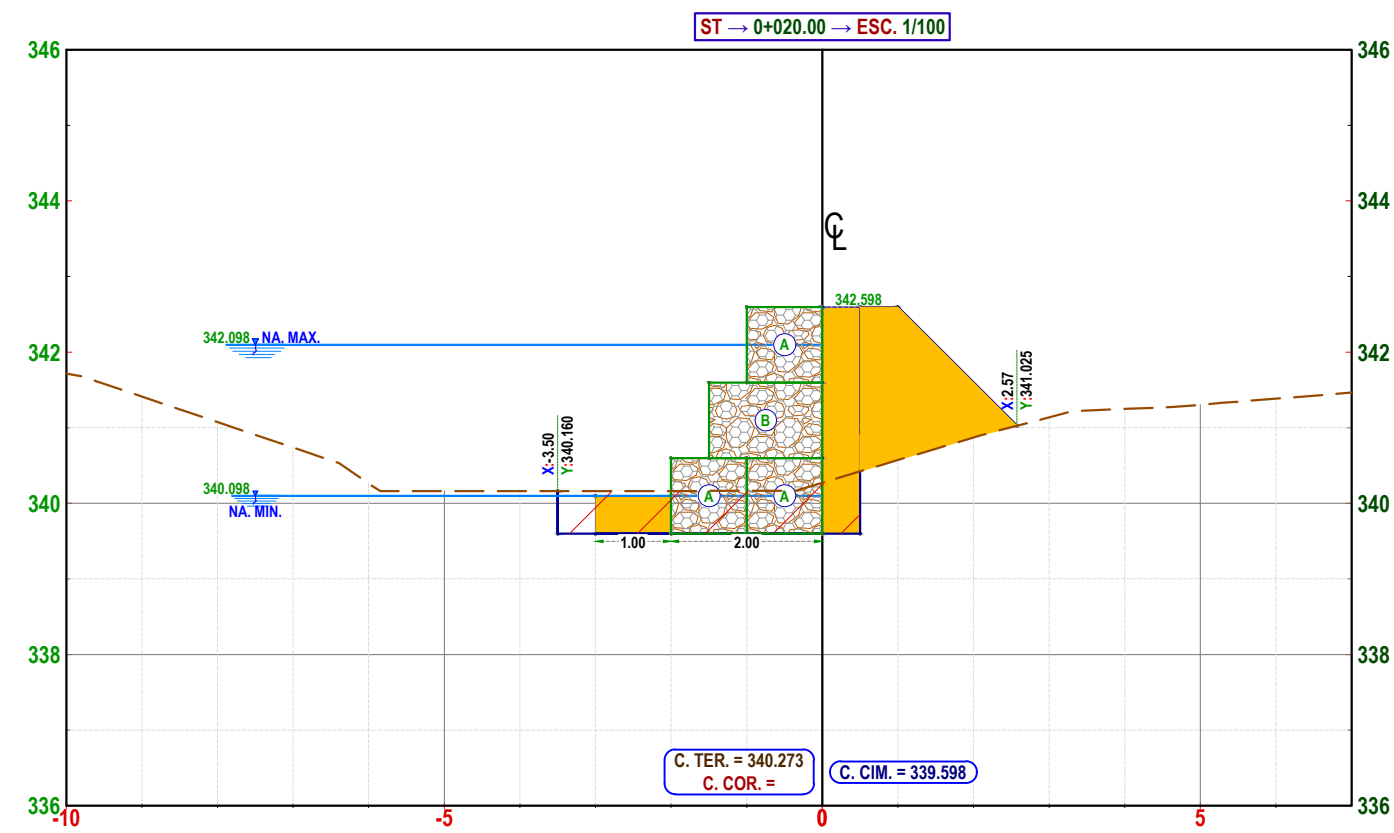 ST → 0+020.00 → ESC. 1/100
346
346
344
344
℄
342.598
342.098 NA. MAX.
A
342
342
X:2.57
Y:341.025
B
X:-3.50
Y:340.160
340.098
A
A
340
340
NA. MIN.
1.00
2.00
338
338
C. TER. = 340.273
C. COR. =
C. CIM. = 339.598
336
336
-10
-5
0
5